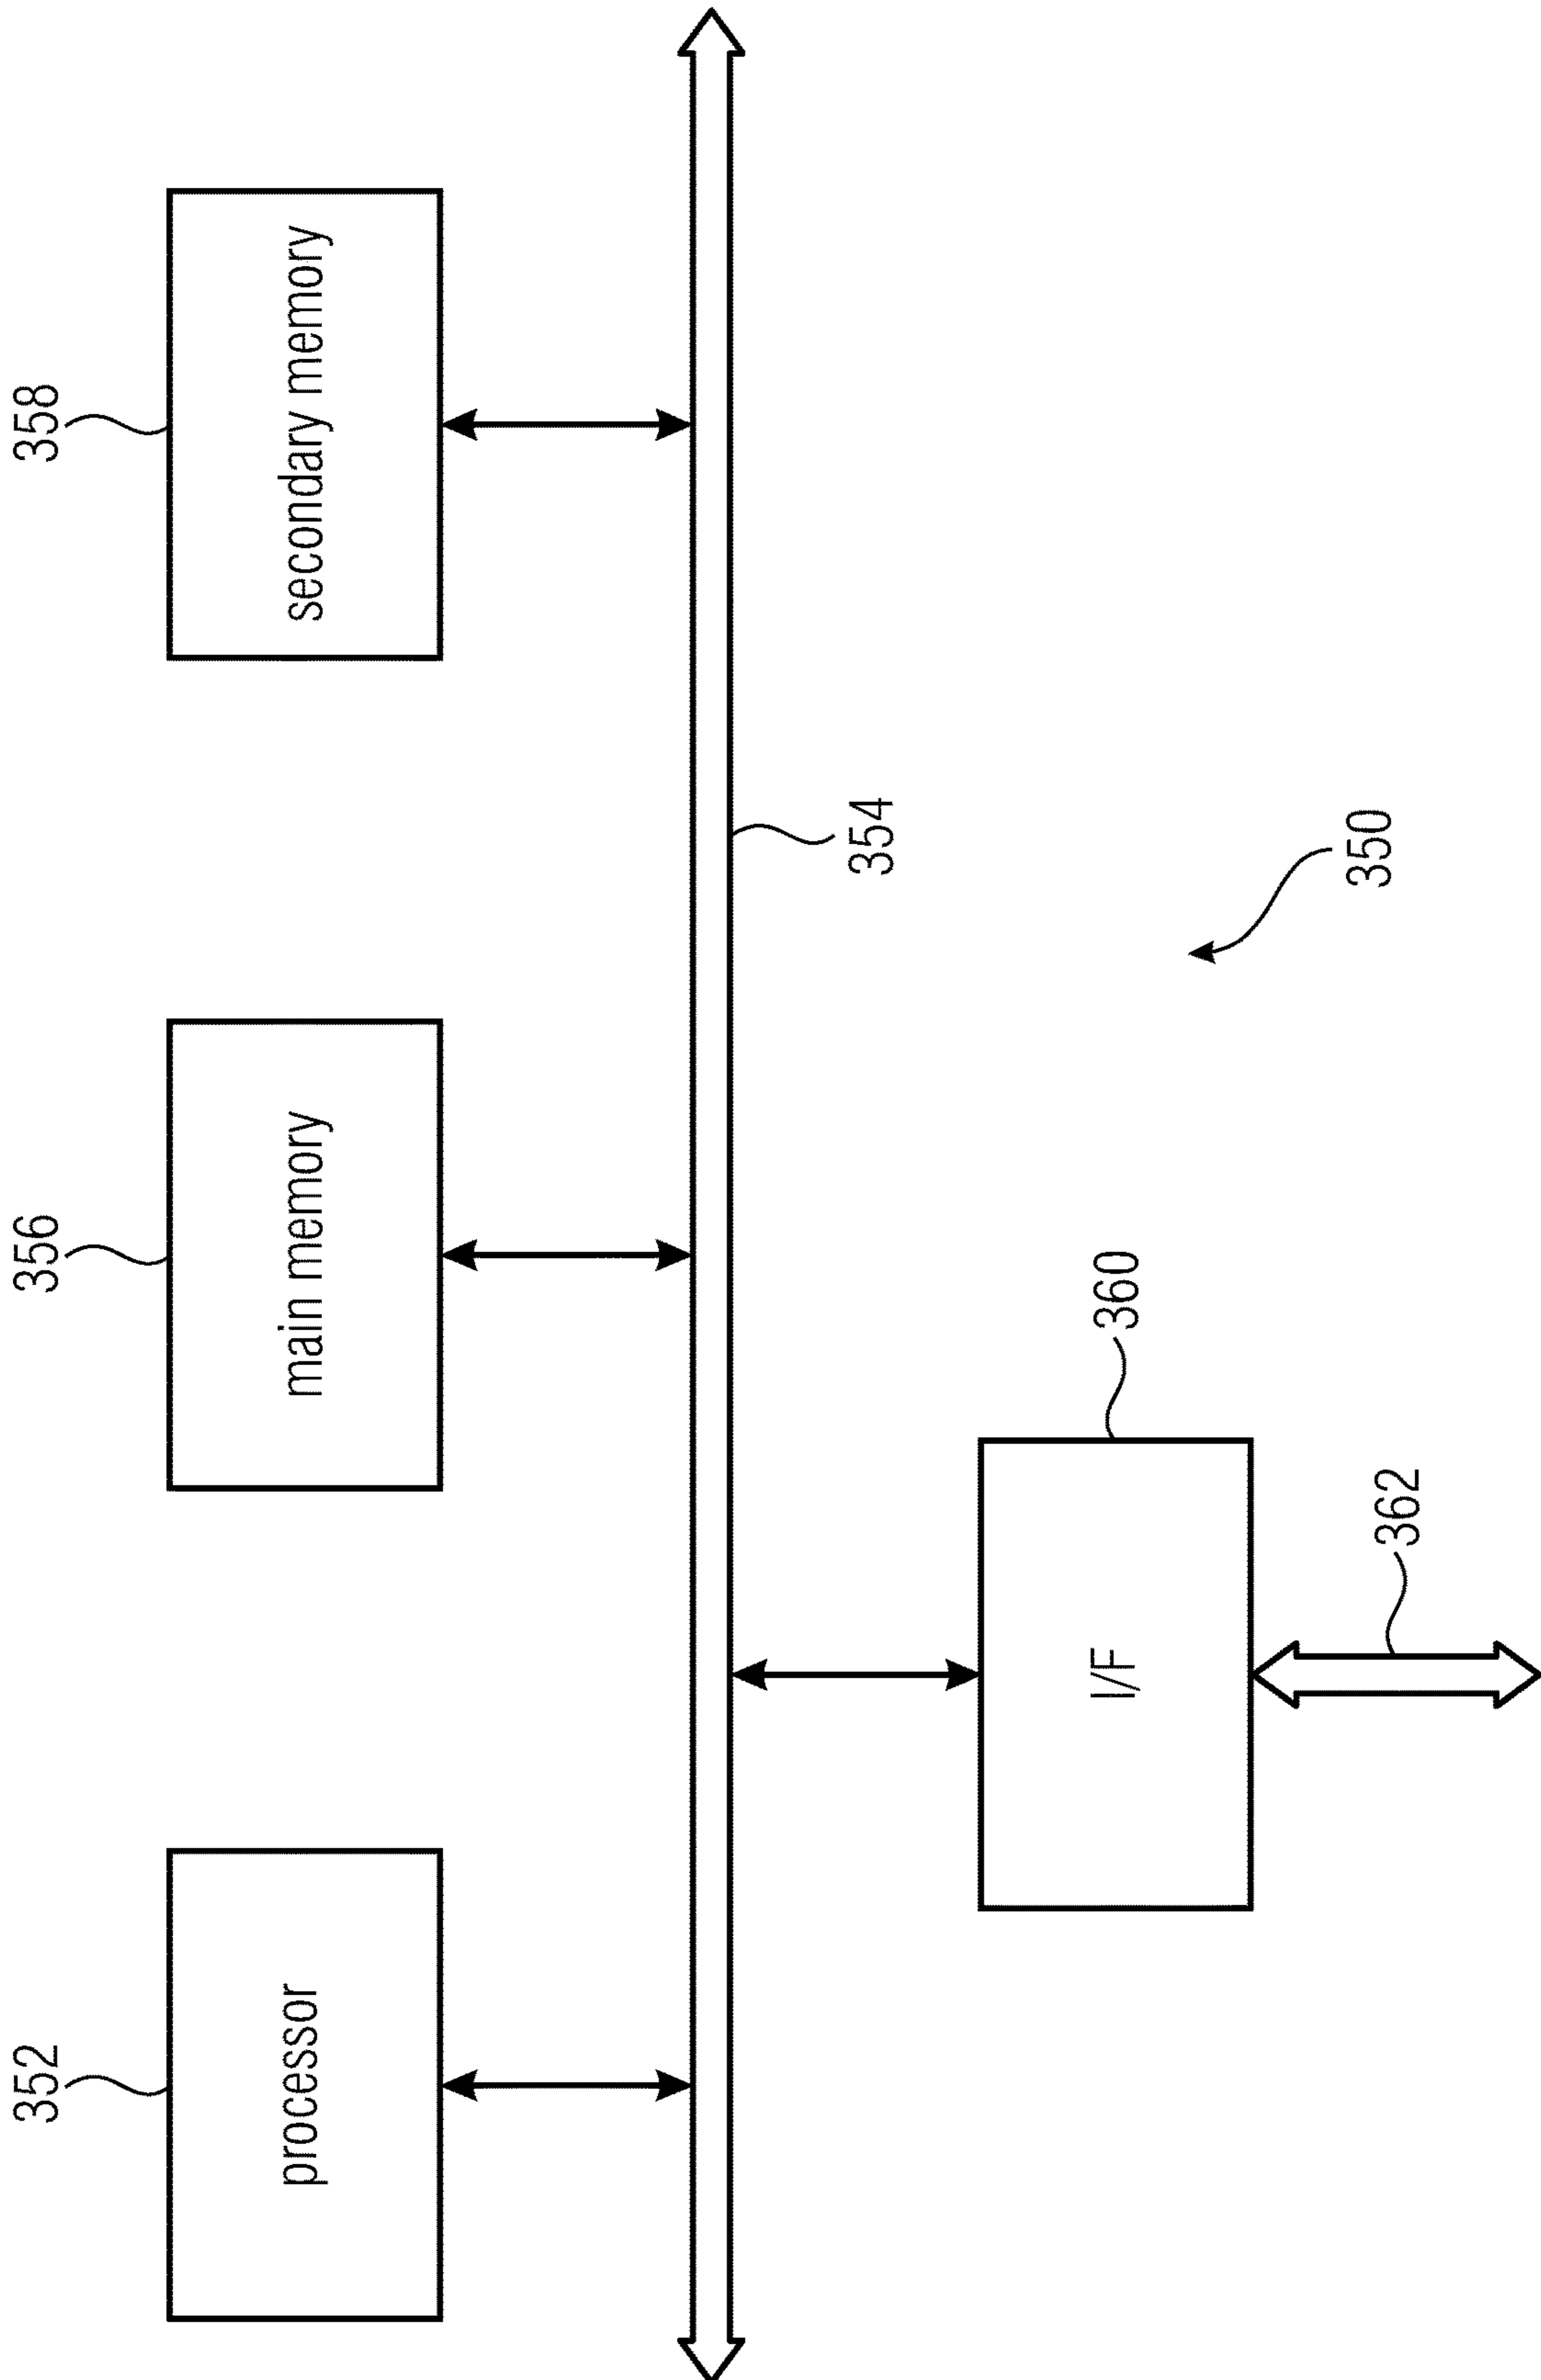 352
356
358
processor
main memory
secondary memory
354
360
I/F
350
362